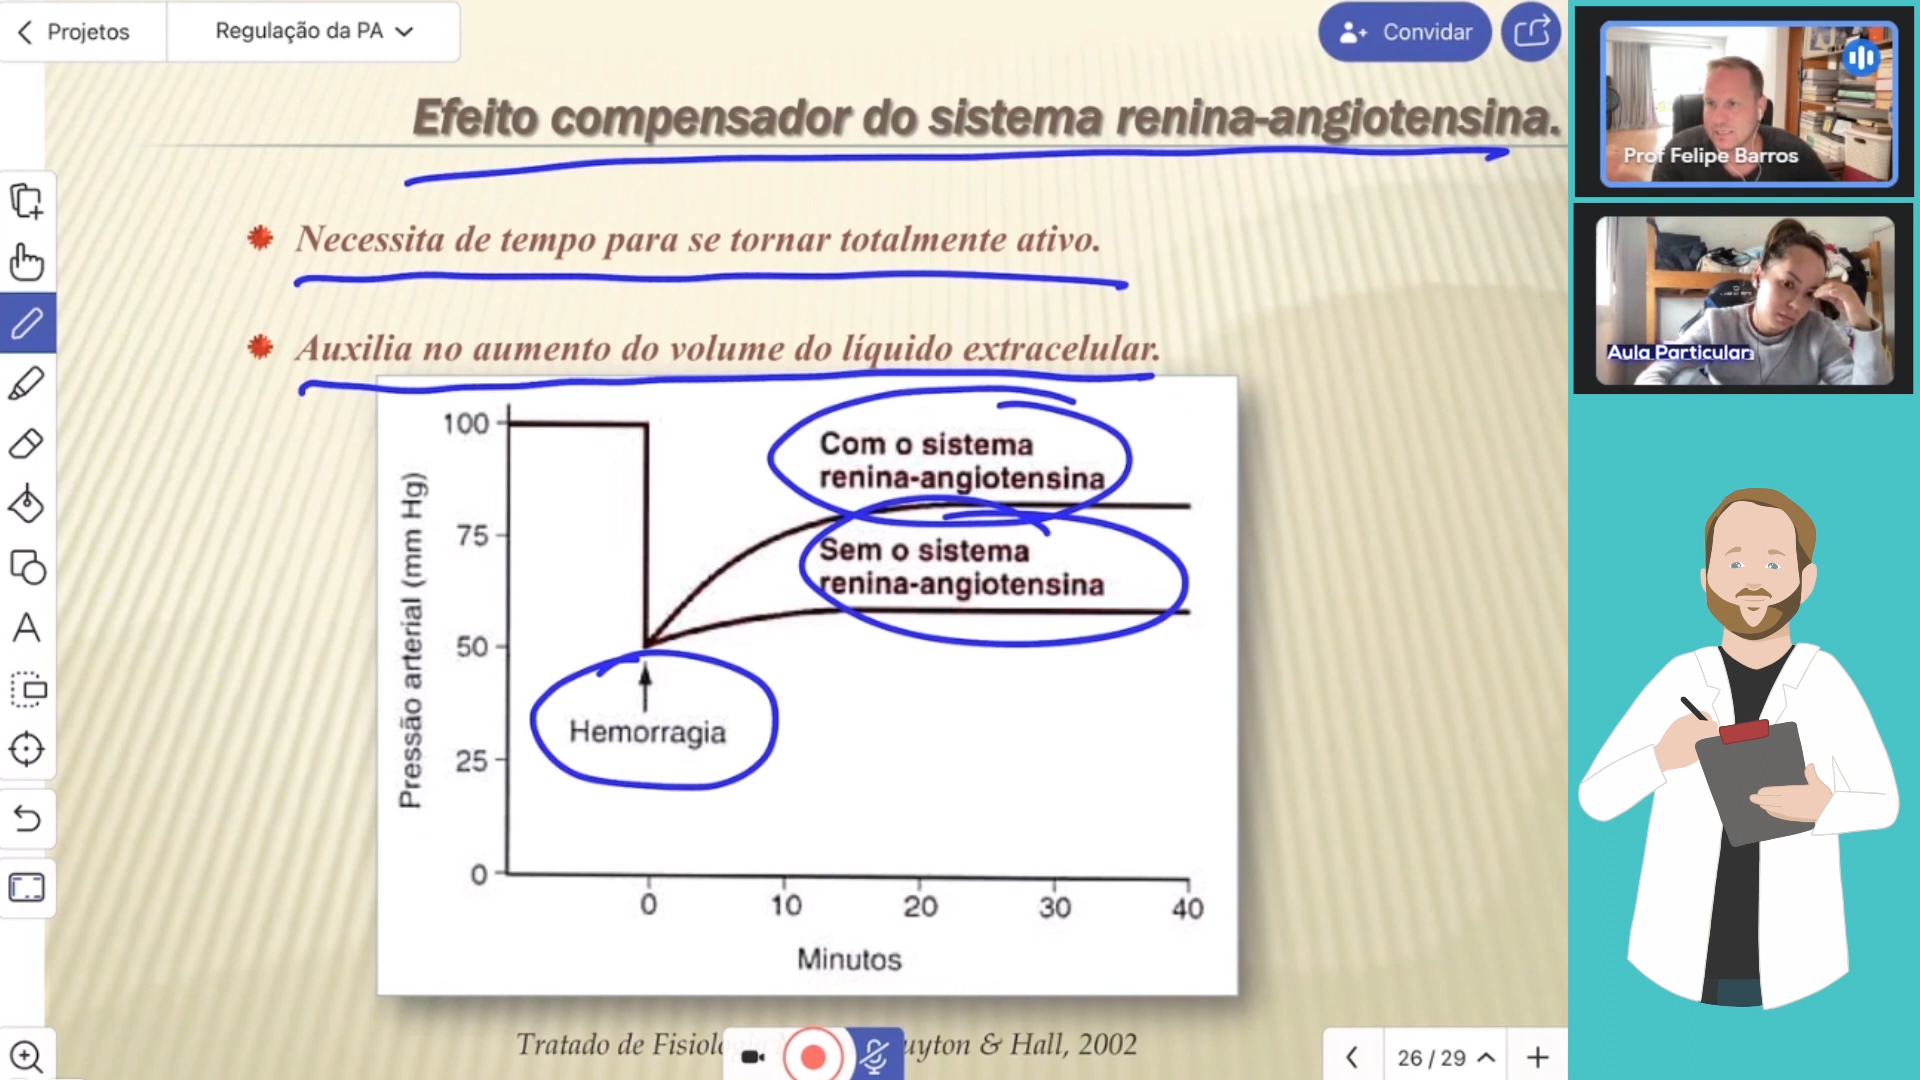 Projetos
Regulação da PA
Convidar
Efeito compensador do sistema renina-angiotensina.
Necessita de tempo para se tornar totalmente ativo.
Auxilia no aumento do volume do líquido extracelular.
Pressão arterial (mm Hg)
100
75
50
25
0
Com o sistema
renina-angiotensina
Sem o sistema
renina-angiotensina
Hemorragia
0 10 20 30 40
Minutos
Tratado de & Hall, 2002
26 / 29
Prof Felipe Barros
Aula Particular